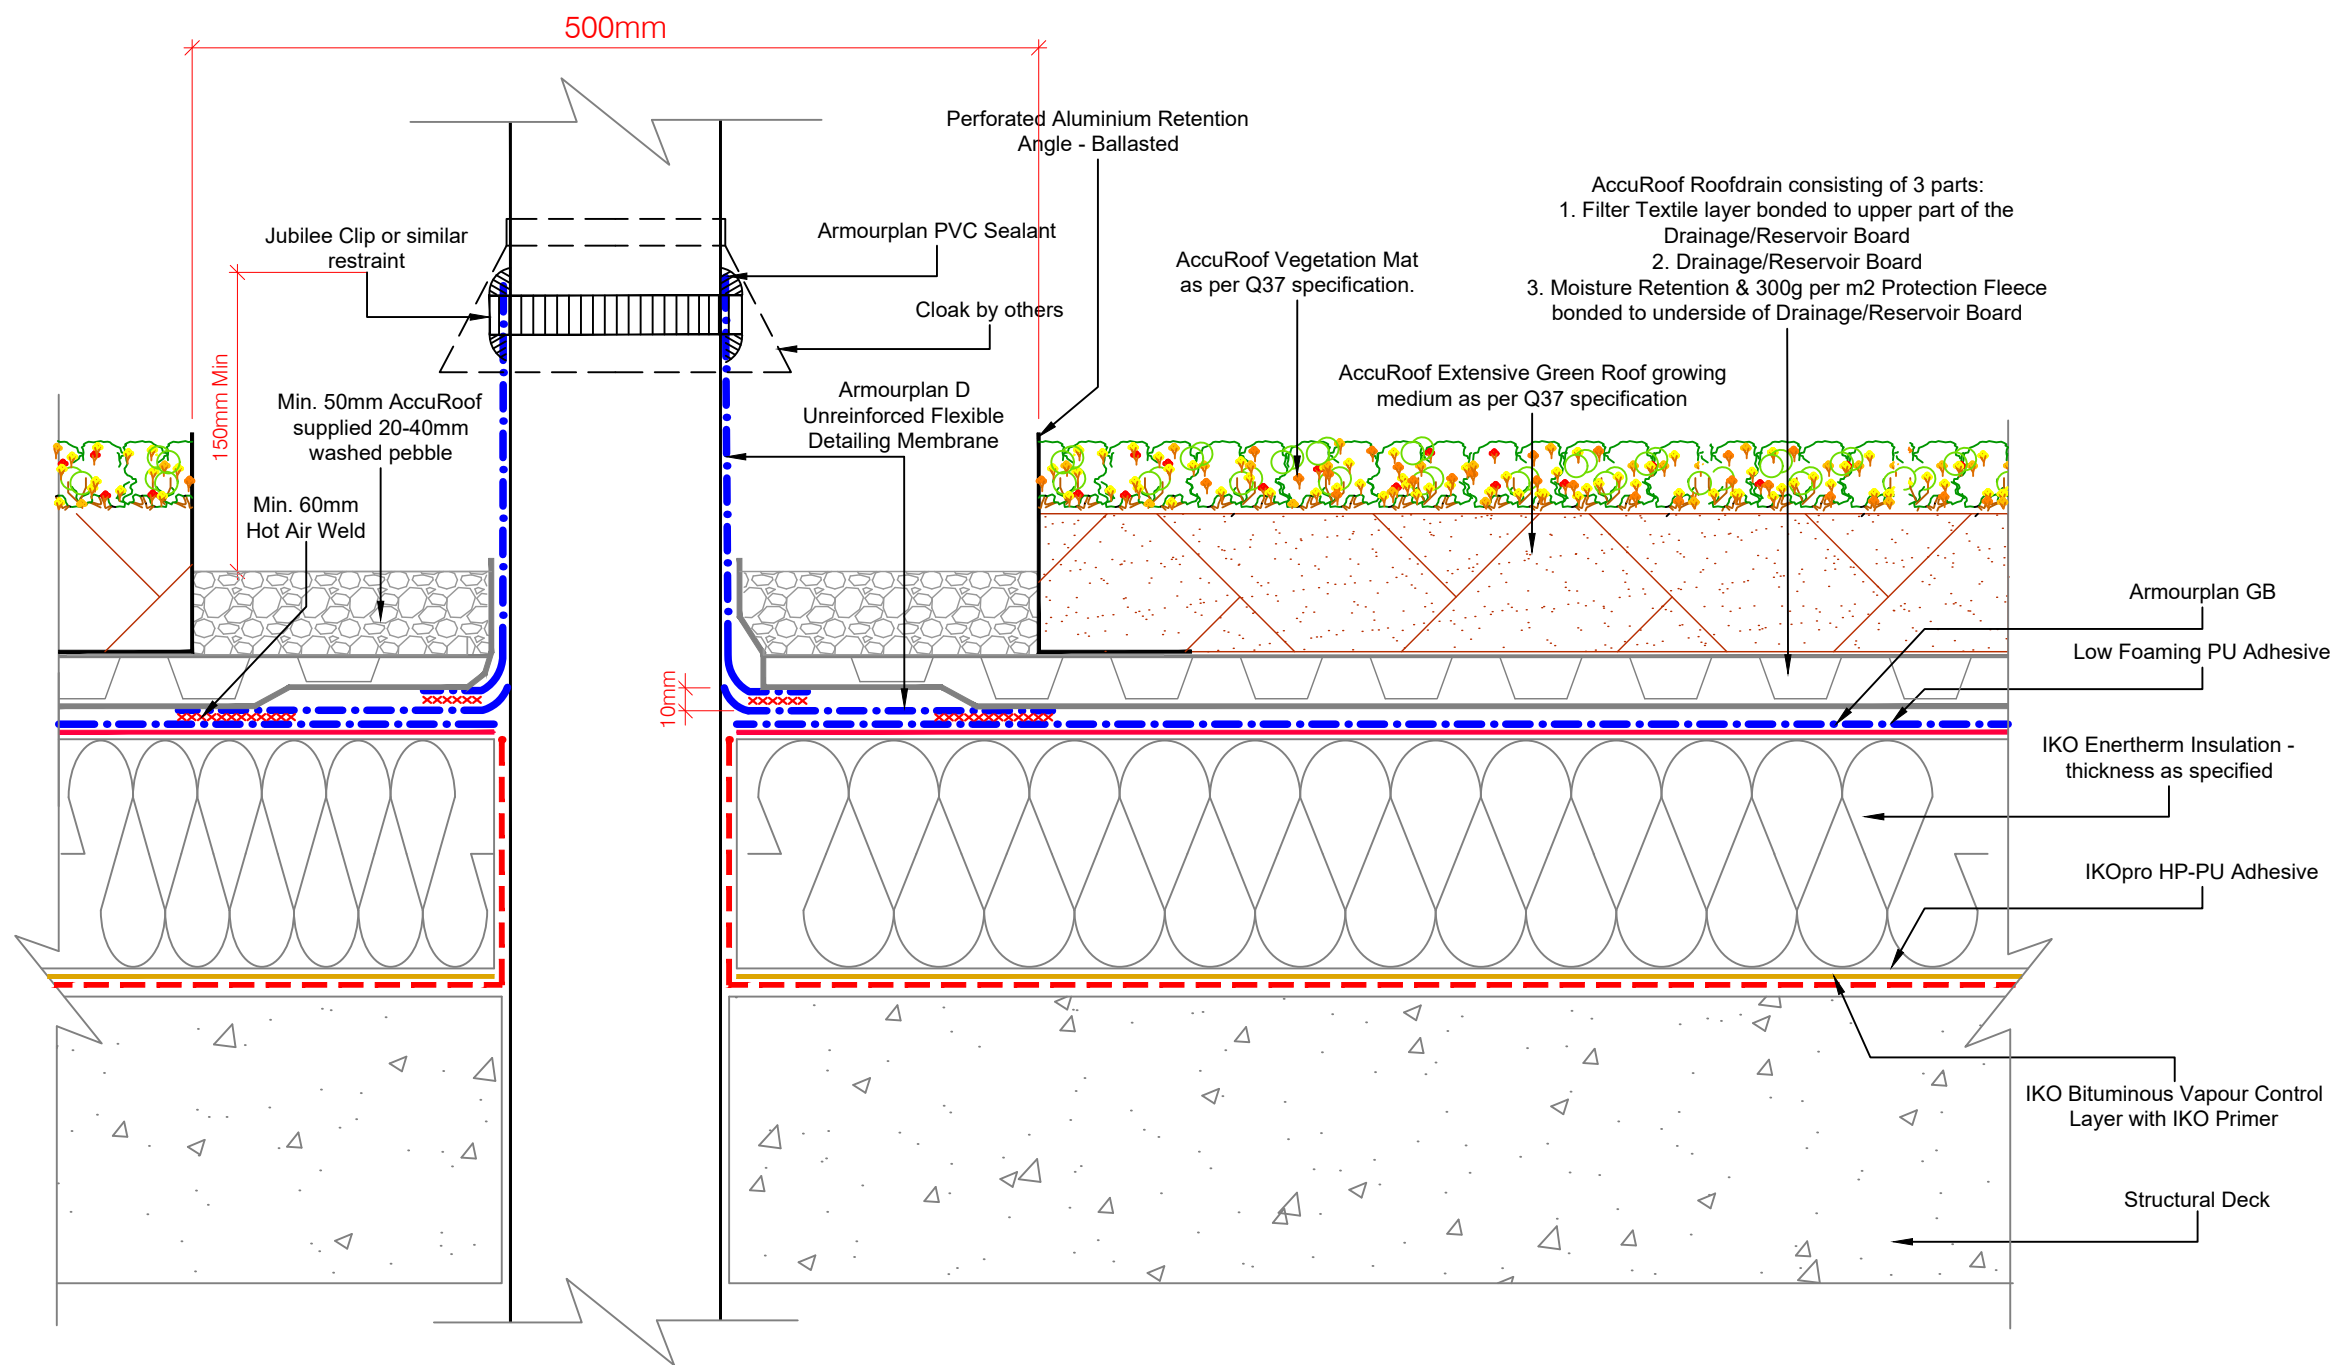 500mm
Perforated Aluminium Retention
Angle - Ballasted
AccuRoof Roofdrain consisting of 3 parts:
1. Filter Textile layer bonded to upper part of the
Drainage/Reservoir Board
2. Drainage/Reservoir Board
3. Moisture Retention & 300g per m2 Protection Fleece
bonded to underside of Drainage/Reservoir Board
Jubilee Clip or similar
restraint
Armourplan PVC Sealant
AccuRoof Vegetation Mat
as per Q37 specification.
Cloak by others
150mm Min
Min. 50mm AccuRoof
supplied 20-40mm
washed pebble
Armourplan D
Unreinforced Flexible
Detailing Membrane
AccuRoof Extensive Green Roof growing
medium as per Q37 specification
Min. 60mm
Hot Air Weld
Armourplan GB
Low Foaming PU Adhesive
10mm
IKO Enertherm Insulation -
thickness as specified
IKOpro HP-PU Adhesive
IKO Bituminous Vapour Control
Layer with IKO Primer
Structural Deck